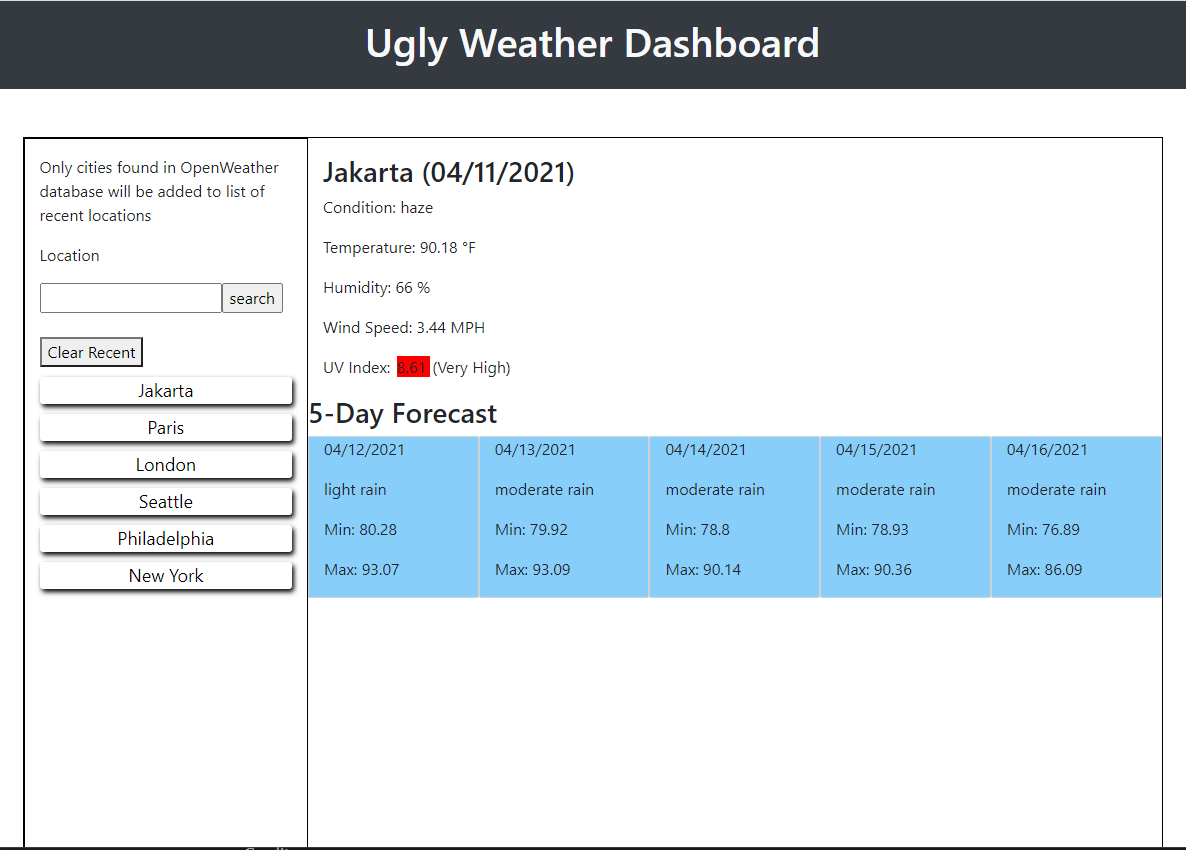 Ugly Weather Dashboard
Only cities found in OpenWeather
database will be added to list of
recent locations
Location
search
Clear Recent
Jakarta
Paris
London
Seattle
Philadelphia
New York
Jakarta (04/11/2021)
Condition: haze
Temperature: 90.18 °F
Humidity: 66 %
Wind Speed: 3.44 MPH
UV Index: 8.61 (Very High)
5-Day Forecast
04/12/2021
light rain
Min: 80.28
Max: 93.07
04/13/2021
moderate rain
Min: 79.92
Max: 93.09
04/14/2021
moderate rain
Min: 78.8
Max: 90.14
04/15/2021
moderate rain
Min: 78.93
Max: 90.36
04/16/2021
moderate rain
Min: 76.89
Max: 86.09